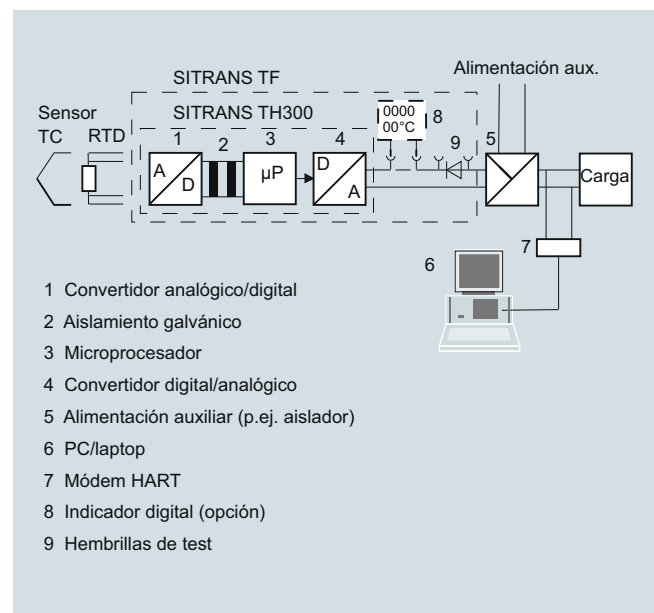 Alimentación aux.
SITRANS TF
Sensor
TC RTD
SITRANS TH300
0000
00°C
8
1 2 3 4 9 5
A
D
µP
D
A
Carga
7
6
1 Convertidor analógico/digital
2 Aislamiento galvánico
3 Microprocesador
4 Convertidor digital/analógico
5 Alimentación auxiliar (p.ej. aislador)
6 PC/laptop
7 Módem HART
8 Indicador digital (opción)
9 Hembrillas de test